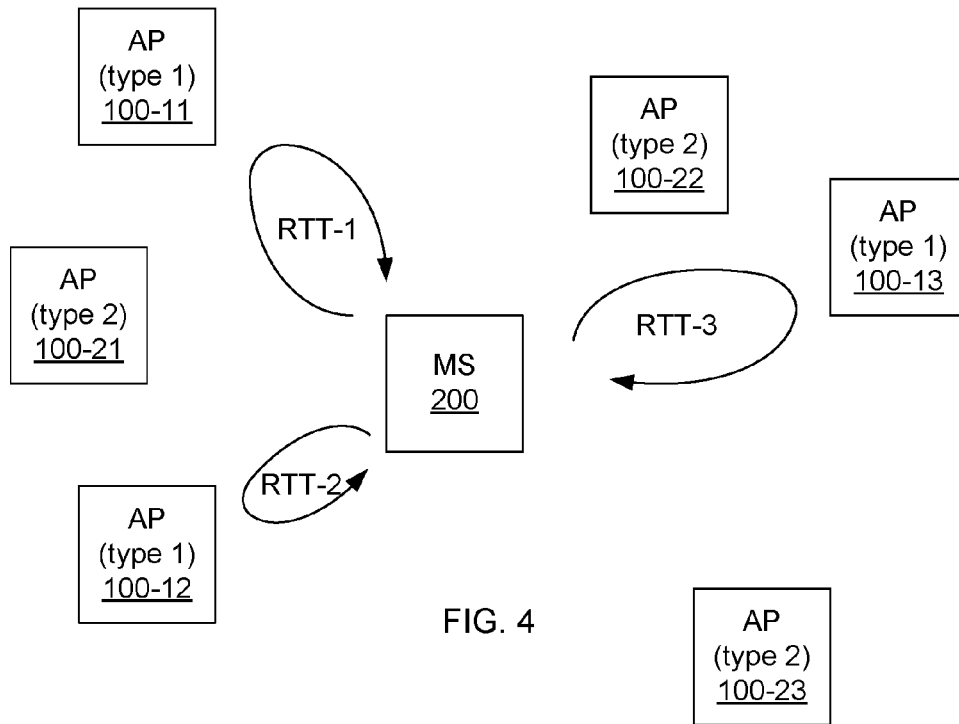 AP
(type 1)
100-11
AP
(type 2)
100-22
AP
(type 1)
100-13
RTT-1
AP
(type 2)
100-21
RTT-3
MS
200
RTT-2
AP
(type 1)
100-12
FIG. 4
AP
(type 2)
100-23